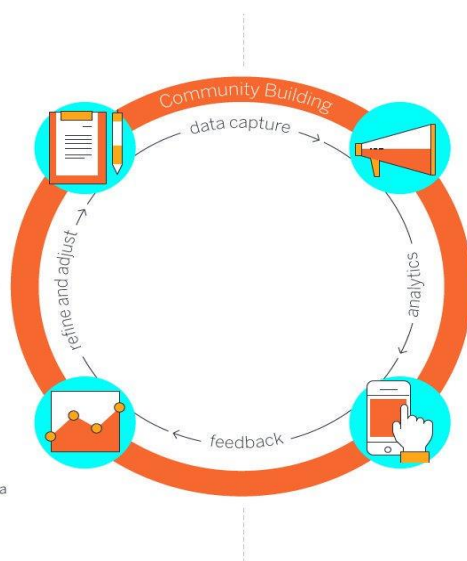 Community Building
data capture
analytics
feedback
refine and adjust
a